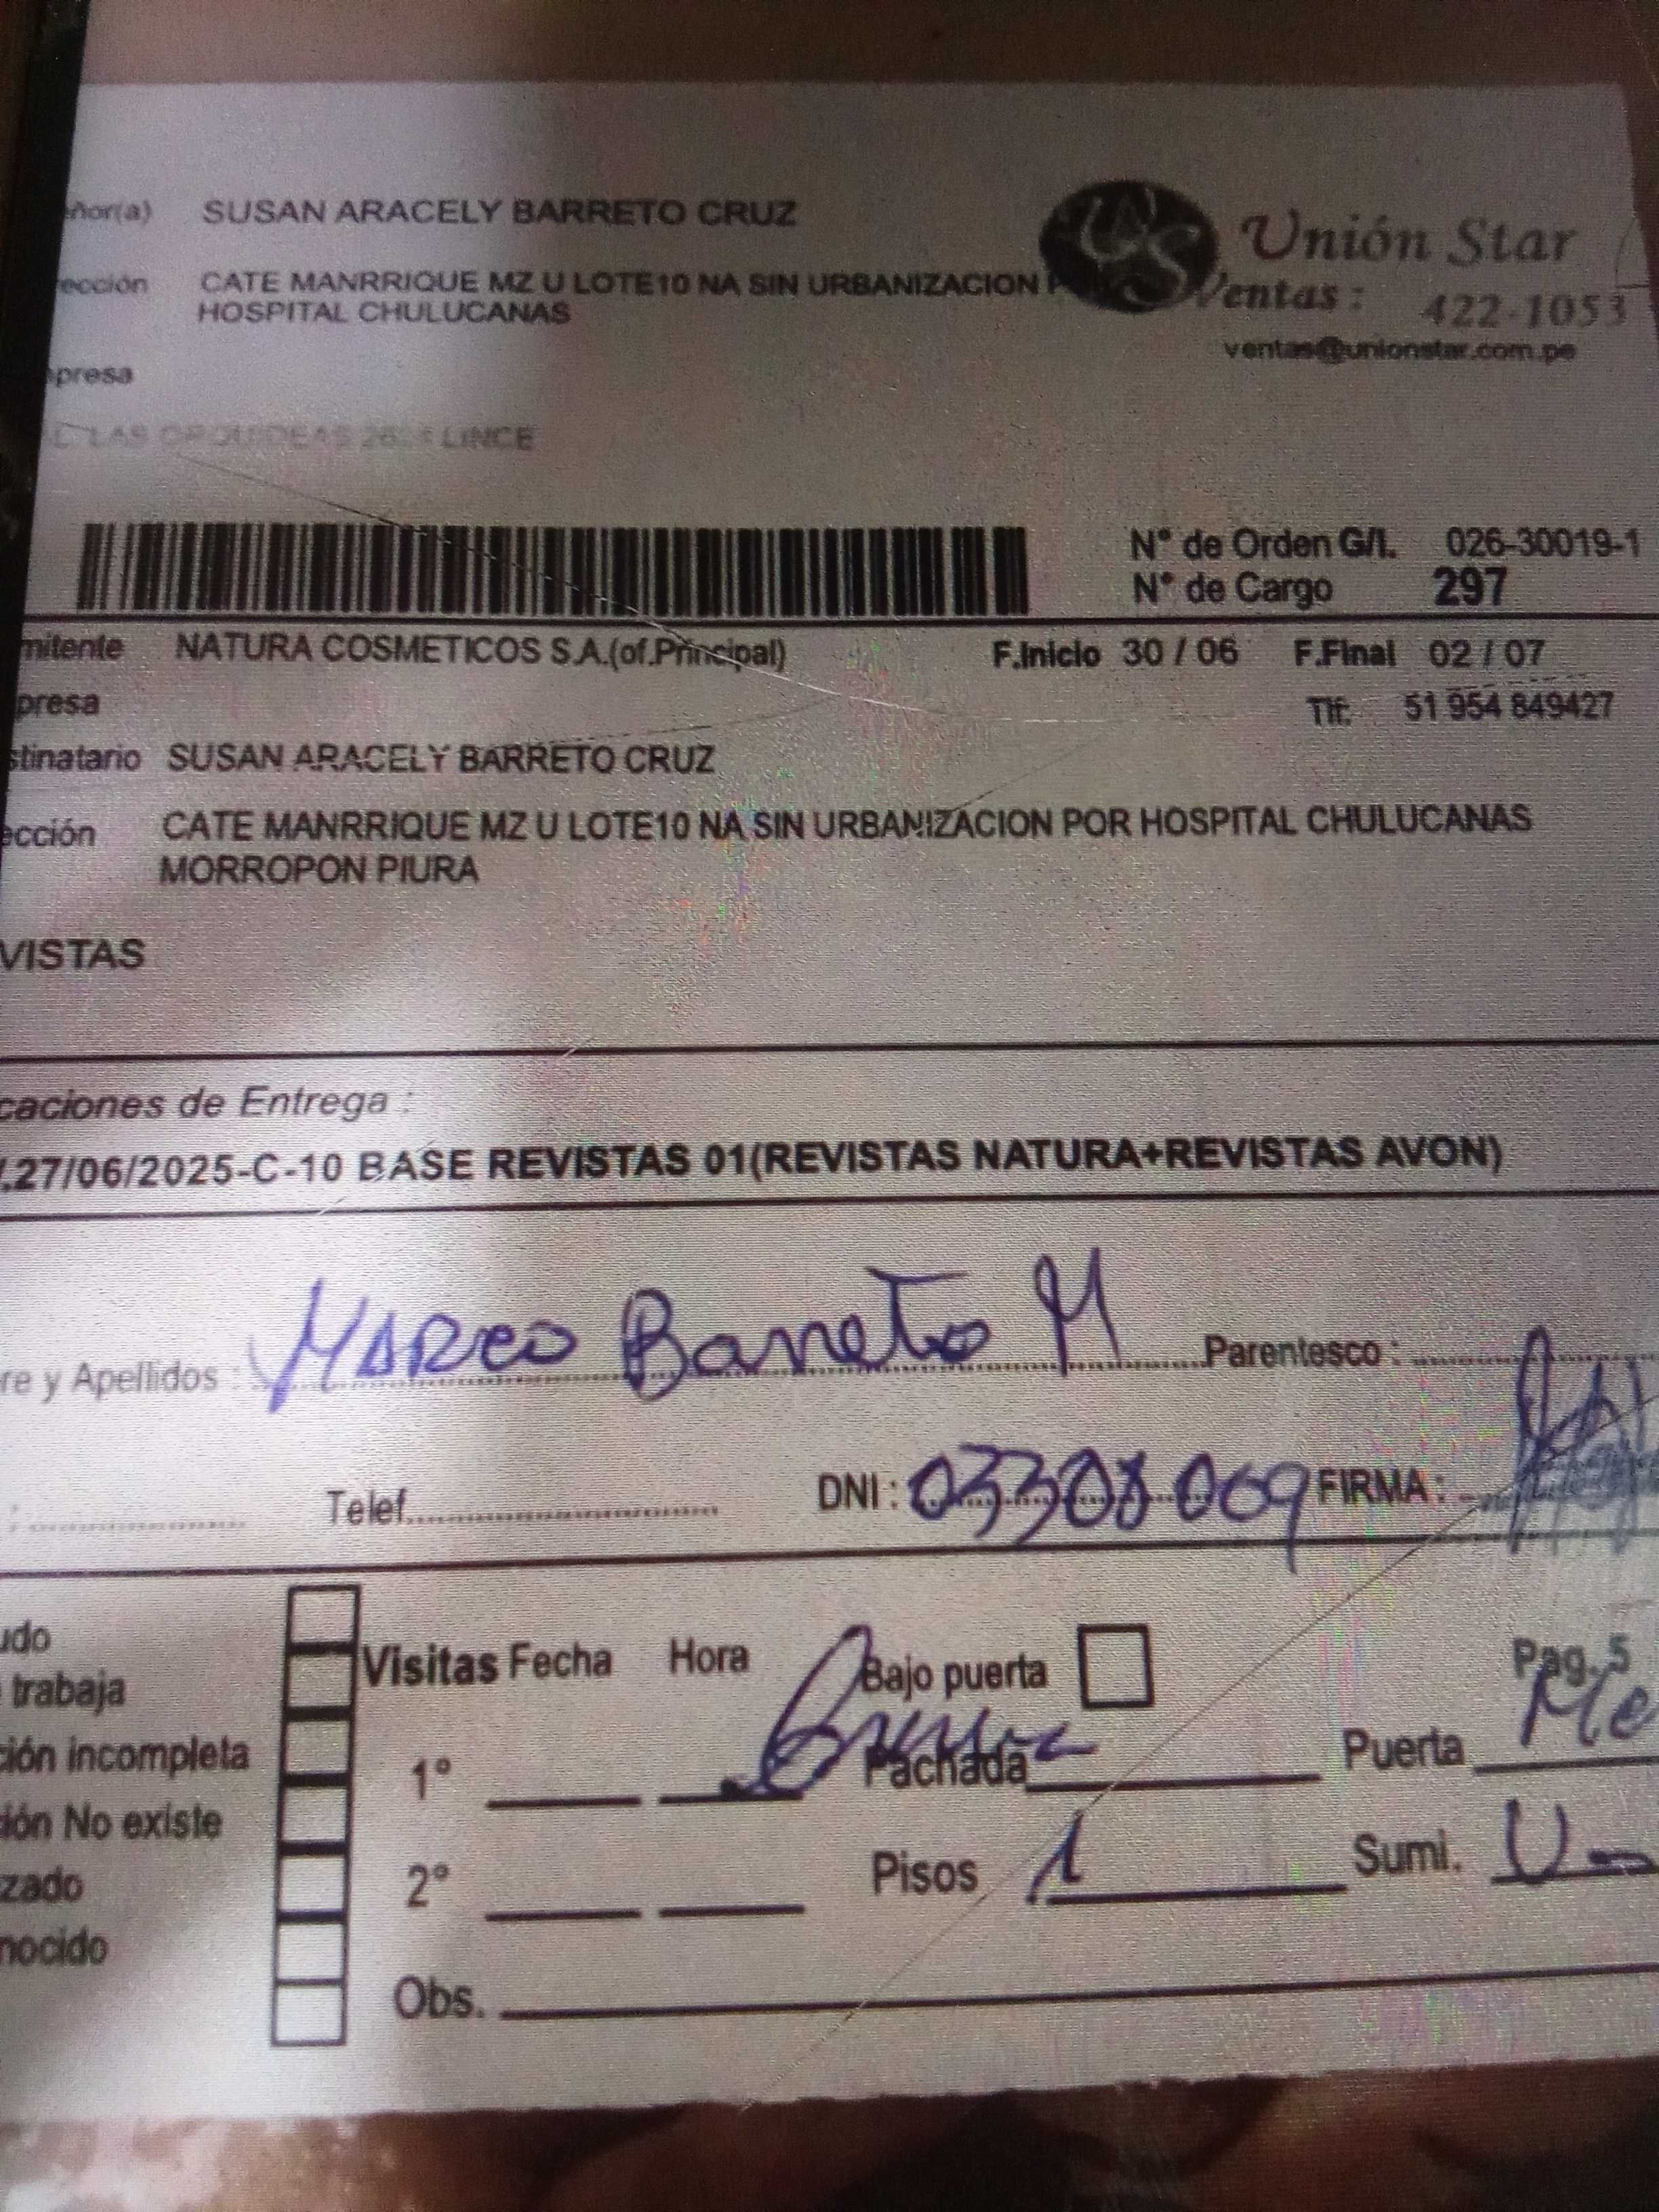 ñor(a) SUSAN ARACELY BARRETO CRUZ
Unión Star
ección CATE MANRRIQUE MZ U LOTE10 NA SIN URBANIZACION
HOSPITAL CHULUCANAS
Ventas: 422-1053
ventas@unionstar.com.pe
presa
LAS ORQUIDEAS LINCE
N° de Orden G/I. 026-30019-1
N° de Cargo 297
mitente NATURA COSMETICOS S.A.(of.Principal) F.Inicio 30 / 06 F.Final 02 / 07
presa Tlf: 51 954 849427
stinatario SUSAN ARACELY BARRETO CRUZ
ección CATE MANRRIQUE MZ U LOTE10 NA SIN URBANIZACION POR HOSPITAL CHULUCANAS
MORROPON PIURA
VISTAS
caciones de Entrega :
.27/06/2025-C-10 BASE REVISTAS 01(REVISTAS NATURA+REVISTAS AVON)
re y Apellidos : Marco Barreto M Parentesco :
Telef. DNI : 03308069 FIRMA :
udo
Visitas Fecha Hora Bajo puerta Pag.5
trabaja
ción incompleta 1° Fachada Puerta Me
ión No existe
zado 2° Pisos 1 Sumi.
nocido
Obs.